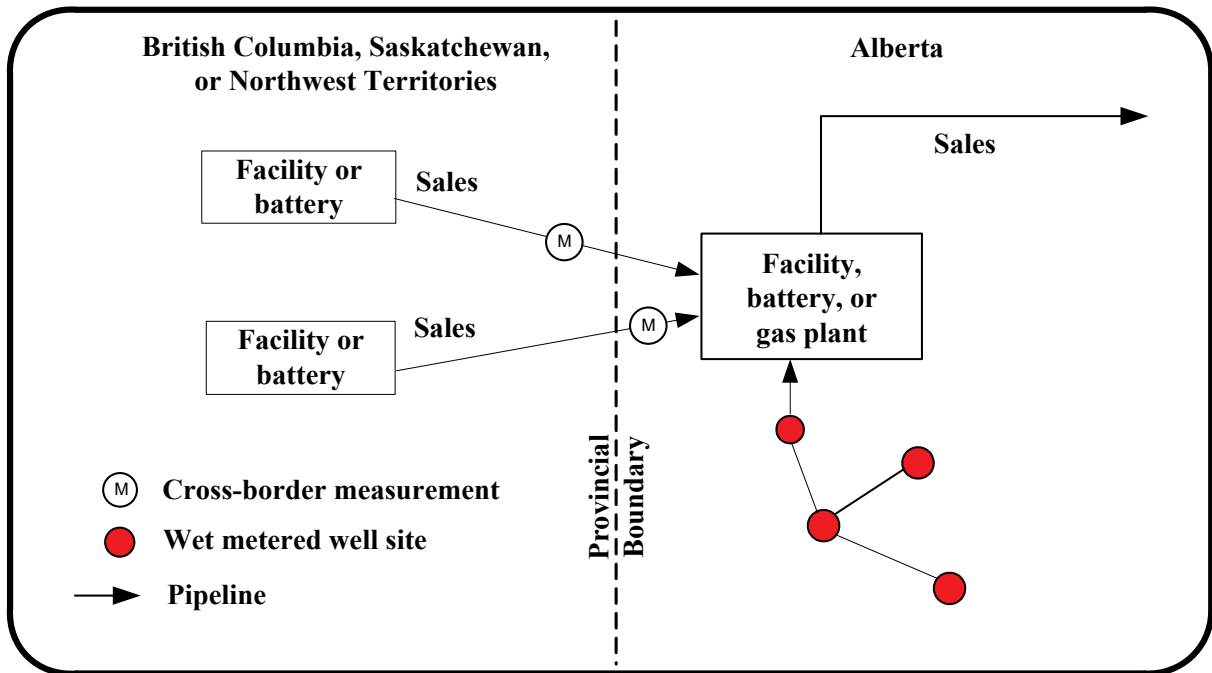 British Columbia, Saskatchewan,
or Northwest Territories
Alberta
Sales
Facility or
battery
Sales
M
Facility,
battery, or
gas plant
Facility or
battery
Sales
M
Provincial
Boundary
M Cross-border measurement
Wet metered well site
Pipeline